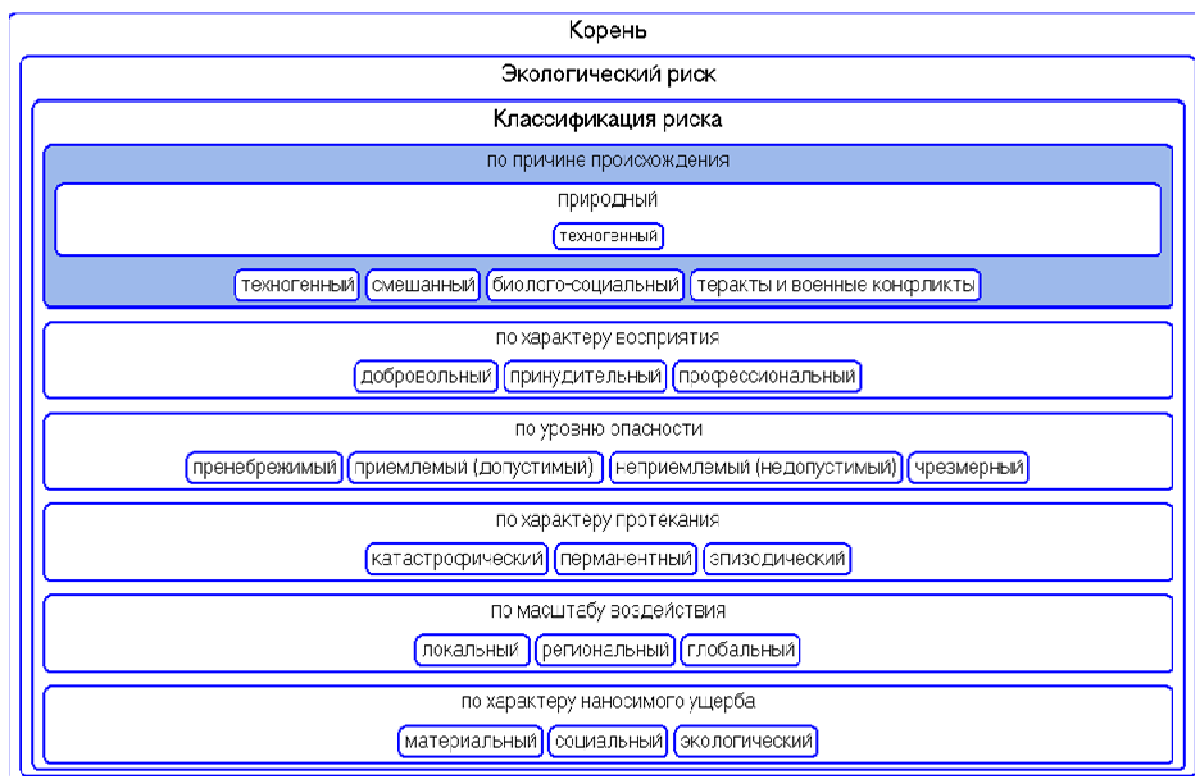 Корень
Экологический риск
Классификация риска
по причине происхождения
природный
техногенный
техногенный смешанный биолого-социальный теракты и военные конфликты
по характеру восприятия
добровольный принудительный профессиональный
по уровню опасности
пренебрежимый приемлемый (допустимый) неприемлемый (недопустимый) чрезмерный
по характеру протекания
катастрофический перманентный эпизодический
по масштабу воздействия
локальный региональный глобальный
по характеру наносимого ущерба
материальный социальный экологический